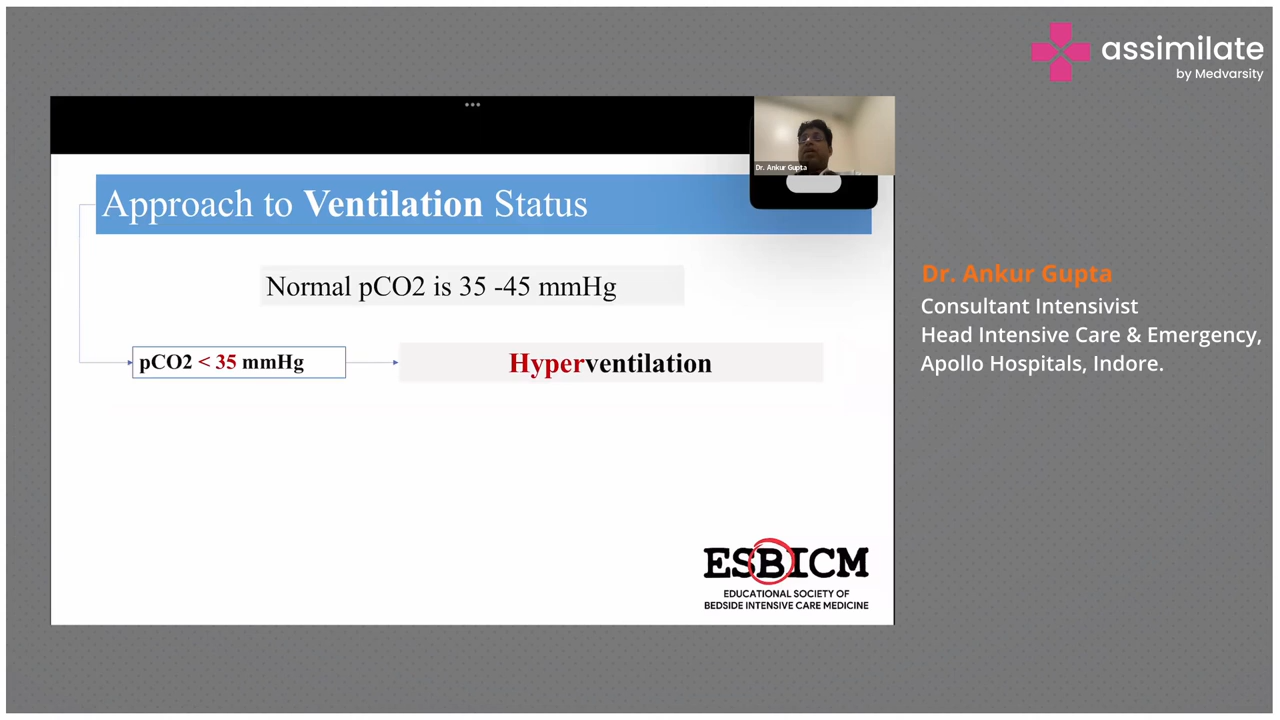 assimilate
by Medvarsity
Dr. Ankur Gupta
Approach to Ventilation Status
Normal pCO2 is 35 -45 mmHg
pCO2 < 35 mmHg
Hyperventilation
ESBICM
EDUCATIONAL SOCIETY OF
BEDSIDE INTENSIVE CARE MEDICINE
Dr. Ankur Gupta
Consultant Intensivist
Head Intensive Care & Emergency,
Apollo Hospitals, Indore.